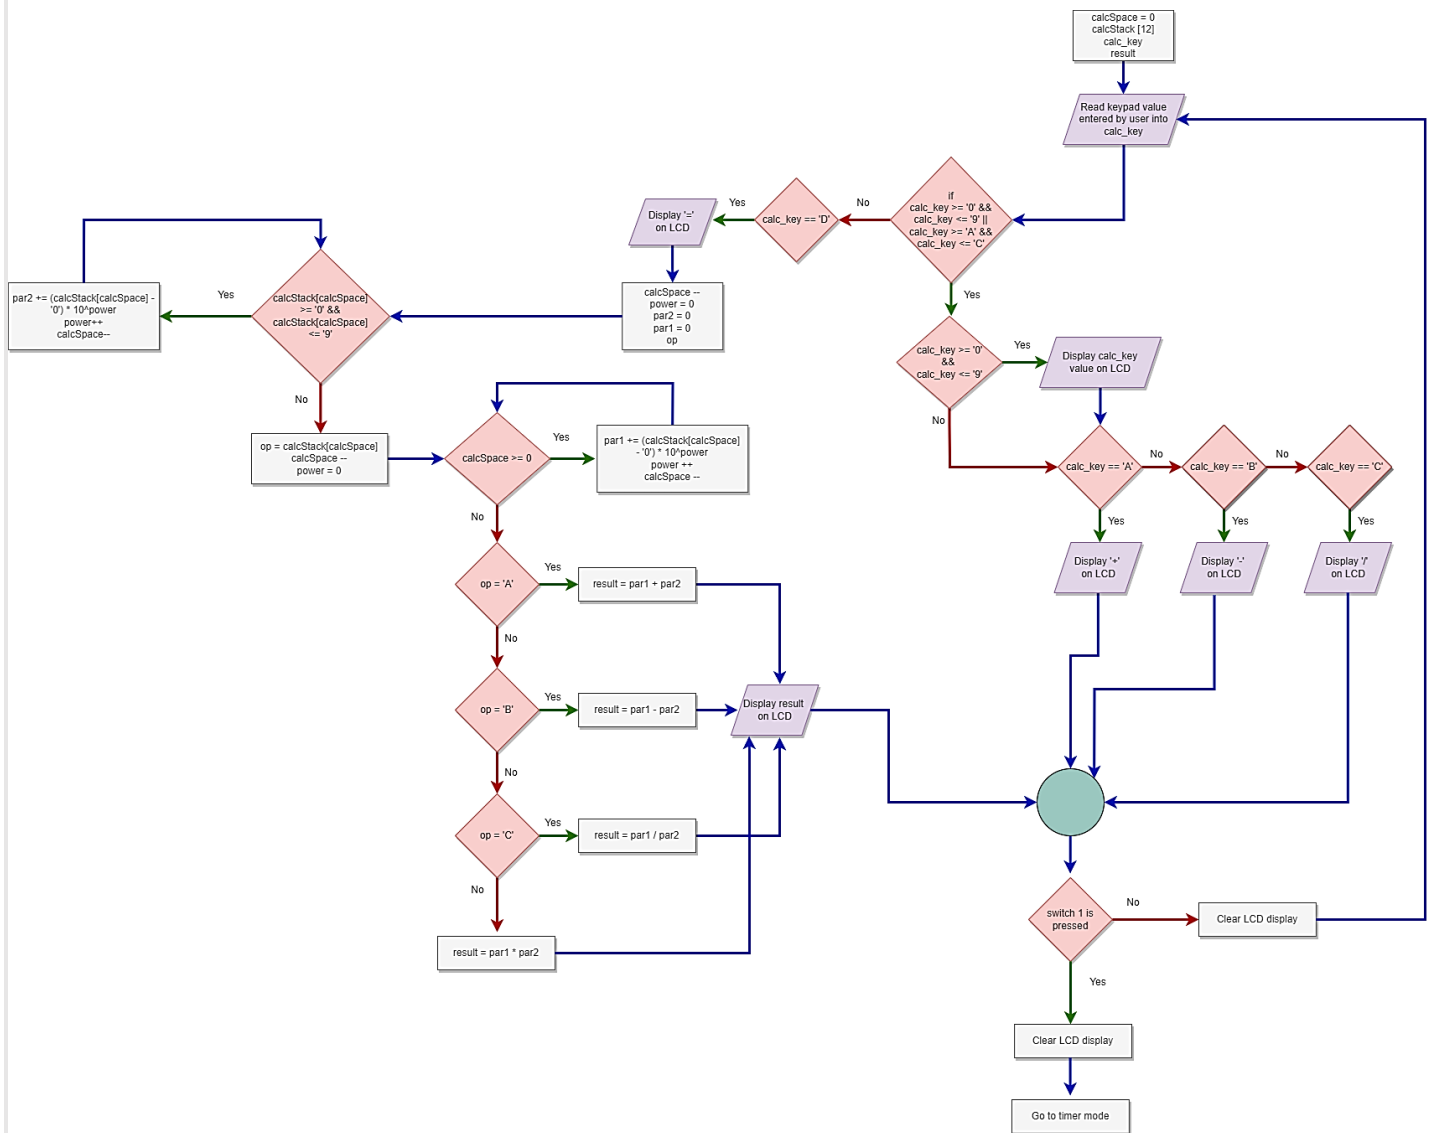 calcSpace = 0
calcStack [12]
calc_key
result
Read keypad value
entered by user into
calc_key
if
calc_key >= '0' &&
calc_key <= '9' ||
calc_key >= 'A' &&
calc_key <= 'C'
No
calc_key == 'D'
Yes
Display '='
on LCD
calcSpace --
power = 0
par2 = 0
par1 = 0
op
calcStack[calcSpace]
>= '0' &&
calcStack[calcSpace]
<= '9'
Yes
par2 += (calcStack[calcSpace] -
'0') * 10^power
power++
calcSpace--
No
op = calcStack[calcSpace]
calcSpace --
power = 0
calcSpace >= 0
Yes
par1 += (calcStack[calcSpace]
- '0') * 10^power
power ++
calcSpace --
No
op = 'A'
Yes
result = par1 + par2
No
op = 'B'
Yes
result = par1 - par2
No
op = 'C'
Yes
result = par1 / par2
No
result = par1 * par2
Display result
on LCD
Yes
calc_key >= '0'
&&
calc_key <= '9'
Yes
Display calc_key
value on LCD
No
calc_key == 'A'
No
calc_key == 'B'
No
calc_key == 'C'
Yes
Yes
Yes
Display '+'
on LCD
Display '-'
on LCD
Display '/'
on LCD
switch 1 is
pressed
No
Clear LCD display
Yes
Clear LCD display
Go to timer mode